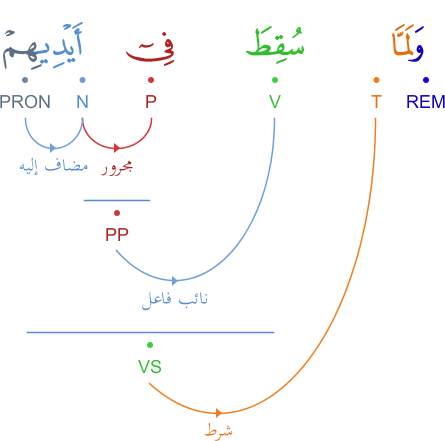 وَلَمَّا سُقِطَ فِىٓ أَيْدِيهِمْ
REM T V P N PRON
مجرور مضاف إليه
PP
نائب فاعل
VS
شرط